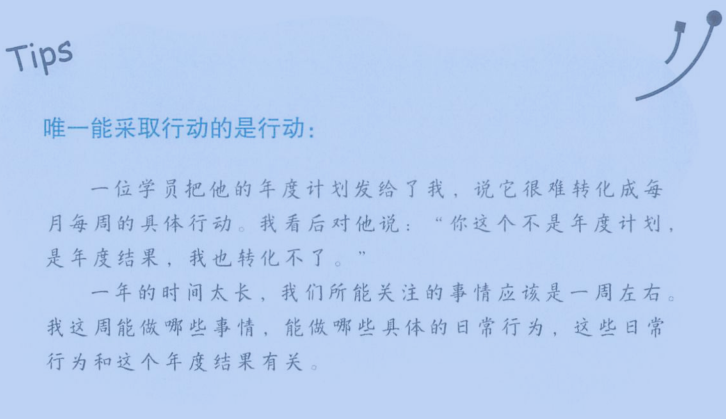 Tips
唯一能采取行动的是行动：
一位学员把他的年度计划发给了我，说它很难转化成每
月每周的具体行动。我看后对他说：“你这个不是年度计划，
是年度结果，我也转化不了。”
一年的时间太长，我们所能关注的事情应该是一周左右。
我这周能做哪些事情，能做哪些具体的日常行为，这些日常
行为和这个年度结果有关。